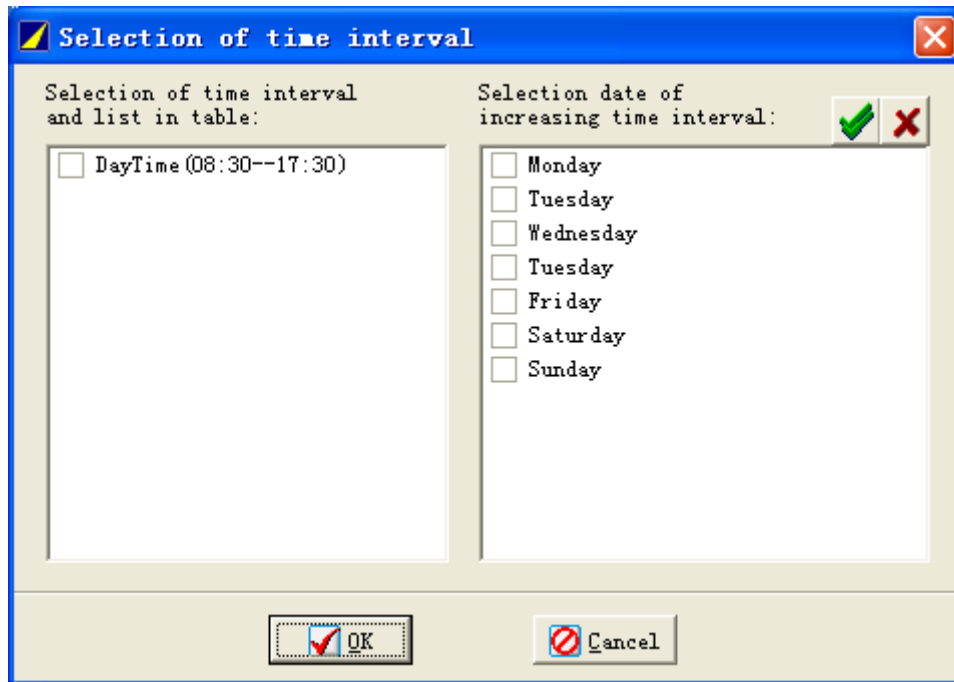 Selection of time interval
Selection of time interval
and list in table:
DayTime(08:30--17:30)
Selection date of
increasing time interval:
Monday
Tuesday
Wednesday
Tuesday
Friday
Saturday
Sunday
OK
Cancel